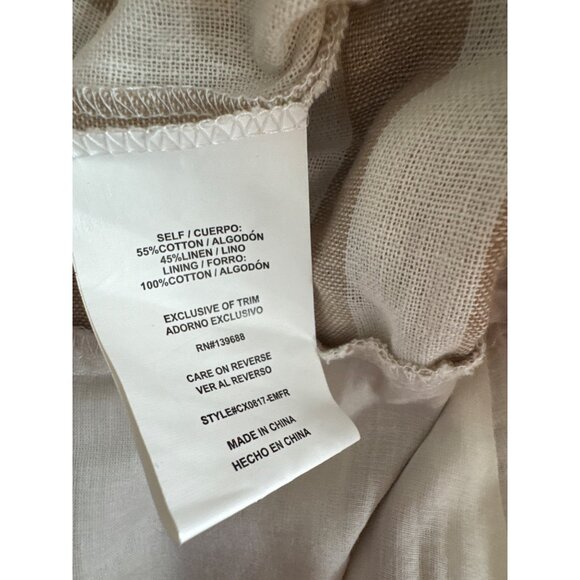 SELF / CUERPO:
55%COTTON / ALGODÓN
45%LINEN / LINO
LINING / FORRO:
100%COTTON / ALGODÓN
EXCLUSIVE OF TRIM
ADORNO EXCLUSIVO
RN#139688
CARE ON REVERSE
VER AL REVERSO
STYLE#CX0817-EMFR
MADE IN CHINA
HECHO EN CHINA